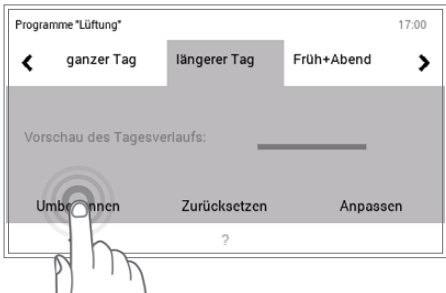 Programme "Lüftung" 17:00
ganzer Tag längerer Tag Früh+Abend
Vorschau des Tagesverlaufs:
Zurücksetzen Anpassen
?